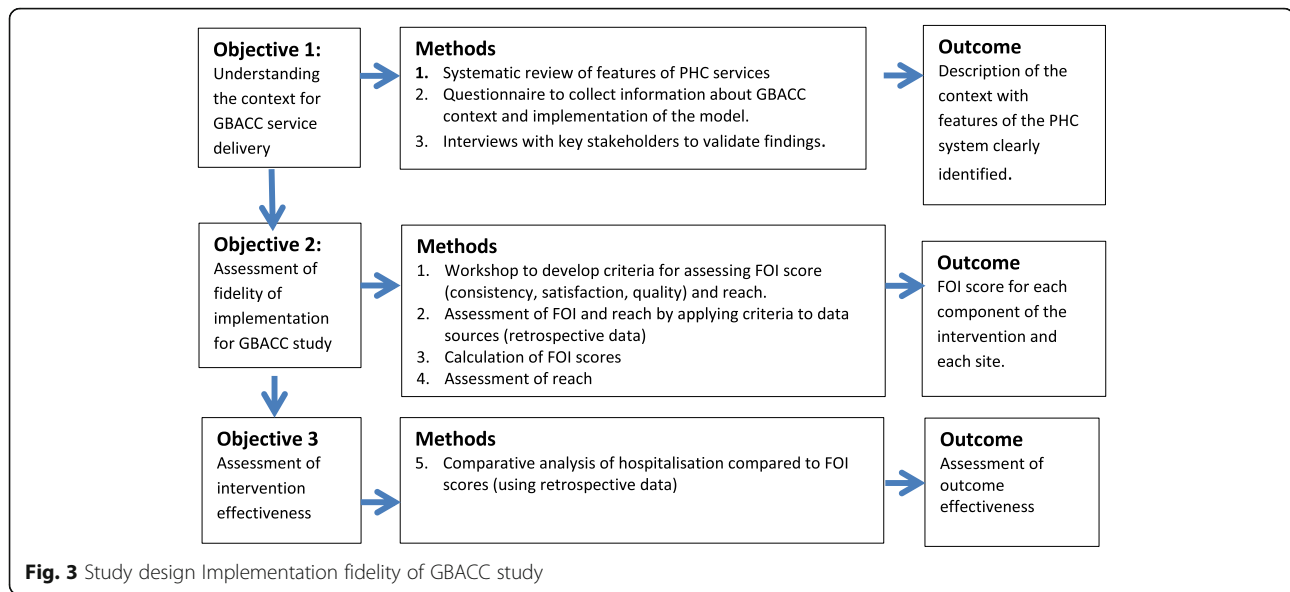 Objective 1:
Understanding
the context for
GBACC service
delivery
Methods
1. Systematic review of features of PHC services
2. Questionnaire to collect information about GBACC
context and implementation of the model.
3. Interviews with key stakeholders to validate findings.
Outcome
Description of the
context with
features of the PHC
system clearly
identified.
Objective 2:
Assessment of
fidelity of
implementation
for GBACC study
Methods
1. Workshop to develop criteria for assessing FOI score
(consistency, satisfaction, quality) and reach.
2. Assessment of FOI and reach by applying criteria to data
sources (retrospective data)
3. Calculation of FOI scores
4. Assessment of reach
Outcome
FOI score for each
component of the
intervention and
each site.
Objective 3
Assessment of
intervention
effectiveness
Methods
5. Comparative analysis of hospitalisation compared to FOI
scores (using retrospective data)
Outcome
Assessment of
outcome
effectiveness
Fig. 3 Study design Implementation fidelity of GBACC study